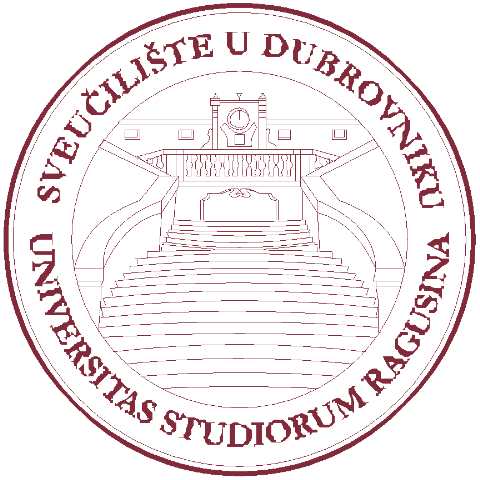 SVEUČILIŠTE U DUBROVNIKU
UNIVERSITAS STUDIORUM RAGUSINA